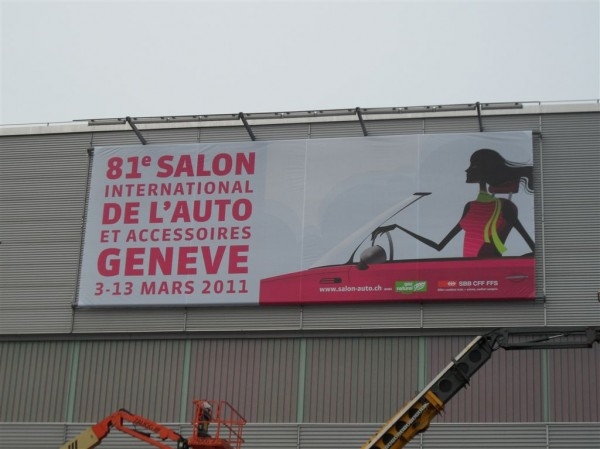 81e SALON
INTERNATIONAL
DE L'AUTO
ET ACCESSOIRES
GENEVE
3-13 MARS 2011
www.salon-auto.ch
SBB CFF FFS